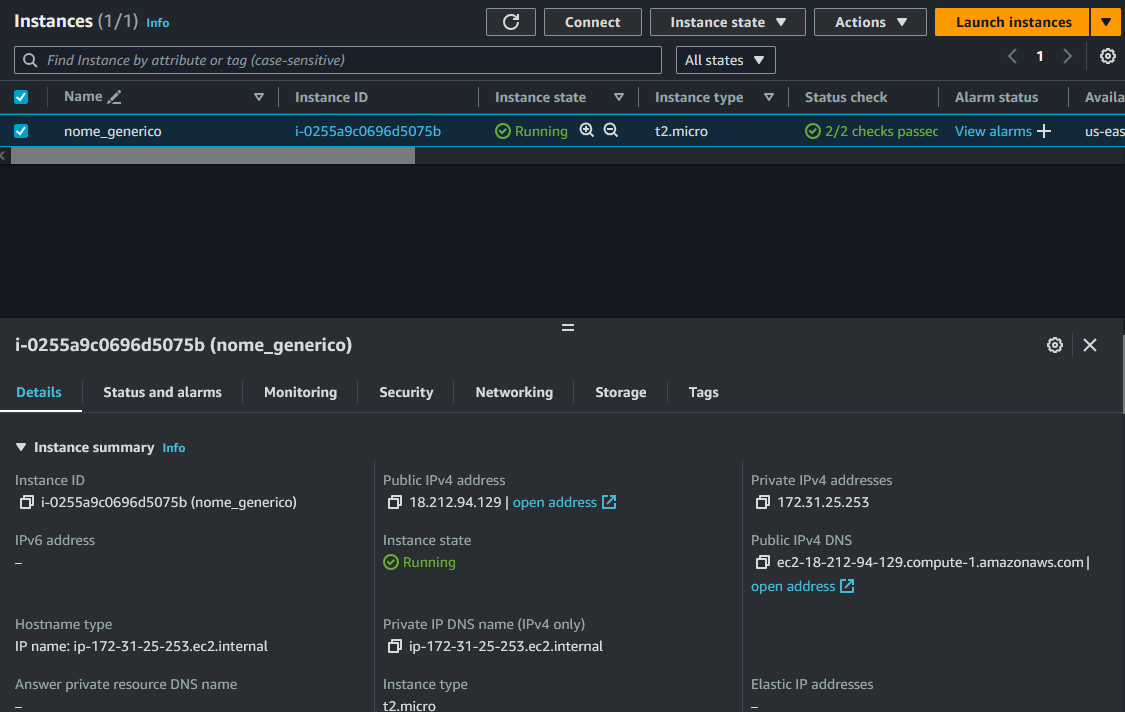 Instances (1/1) Info Connect Instance state Actions Launch instances
Find Instance by attribute or tag (case-sensitive) All states 1
Name Instance ID Instance state Instance type Status check Alarm status Availa
nome_generico i-0255a9c0696d5075b Running t2.micro 2/2 checks passec View alarms us-eas
i-0255a9c0696d5075b (nome_generico)
Details Status and alarms Monitoring Security Networking Storage Tags
Instance summary Info
Instance ID Public IPv4 address Private IPv4 addresses
i-0255a9c0696d5075b (nome_generico) 18.212.94.129 | open address 172.31.25.253
IPv6 address Instance state Public IPv4 DNS
– Running ec2-18-212-94-129.compute-1.amazonaws.com |
open address
Hostname type Private IP DNS name (IPv4 only)
IP name: ip-172-31-25-253.ec2.internal ip-172-31-25-253.ec2.internal
Answer private resource DNS name Instance type Elastic IP addresses
– t2.micro –